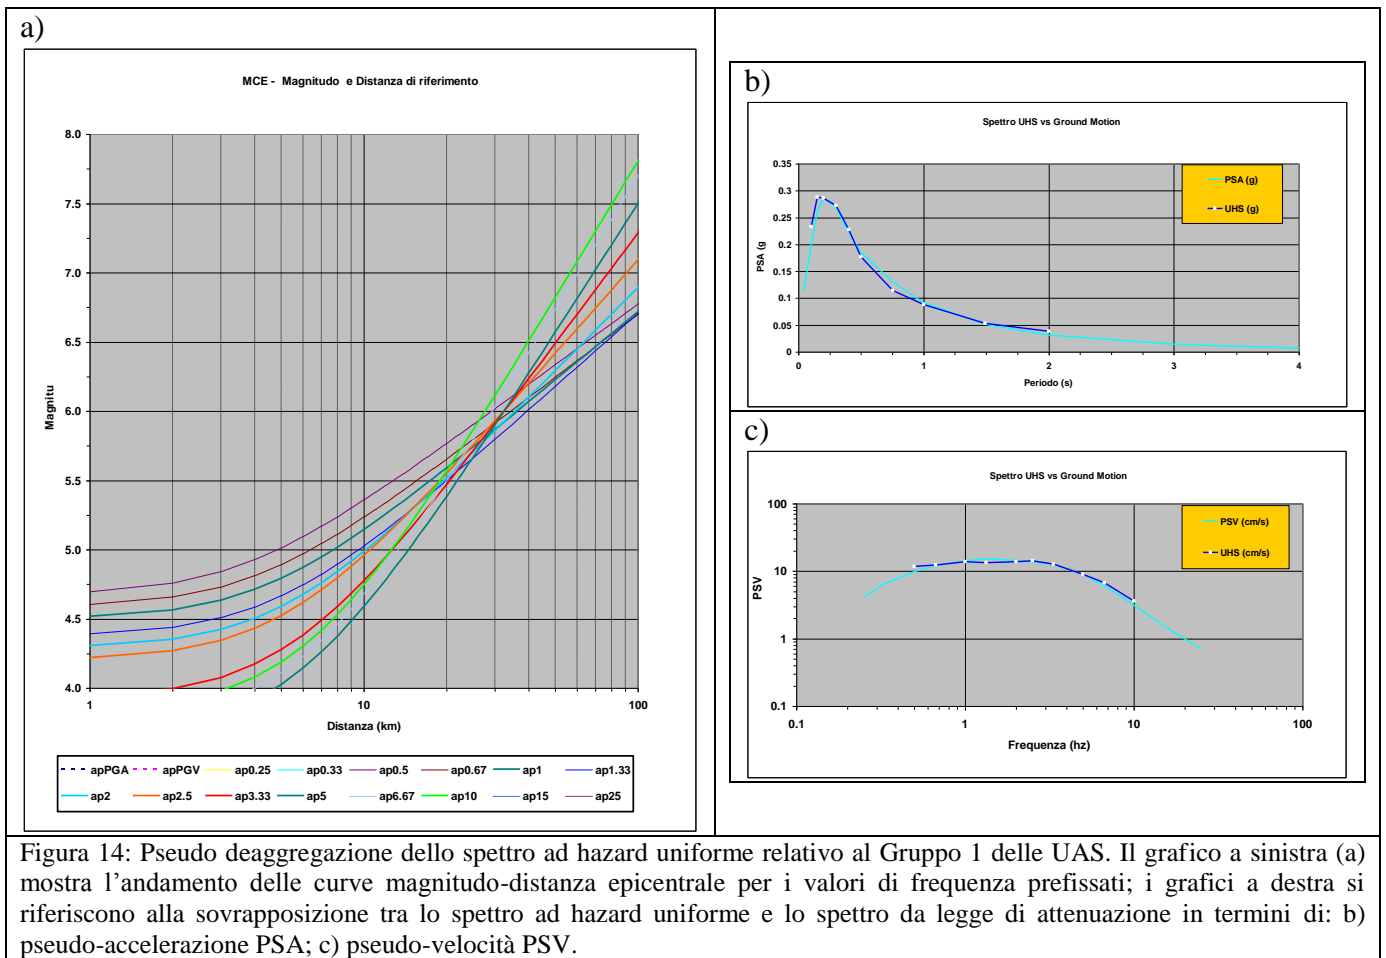 a)
MCE - Magnitudo e Distanza di riferimento
8.0
7.5
7.0
6.5
6.0
5.5
5.0
4.5
4.0
Magnitu
1
10
100
Distanza (km)
apPGA
apPGV
ap0.25
ap0.33
ap0.5
ap0.67
ap1
ap1.33
ap2
ap2.5
ap3.33
ap5
ap6.67
ap10
ap15
ap25
b)
Spettro UHS vs Ground Motion
0.35
0.3
0.25
0.2
0.15
0.1
0.05
0
PSA (g
PSA (g)
UHS (g)
0
1
2
3
4
Periodo (s)
c)
Spettro UHS vs Ground Motion
100
10
1
0.1
PSV
PSV (cm/s)
UHS (cm/s)
0.1
1
10
100
Frequenza (hz)
Figura 14: Pseudo deaggregazione dello spettro ad hazard uniforme relativo al Gruppo 1 delle UAS. Il grafico a sinistra (a)
mostra l'andamento delle curve magnitudo-distanza epicentrale per i valori di frequenza prefissati; i grafici a destra si
riferiscono alla sovrapposizione tra lo spettro ad hazard uniforme e lo spettro da legge di attenuazione in termini di: b)
pseudo-accelerazione PSA; c) pseudo-velocità PSV.